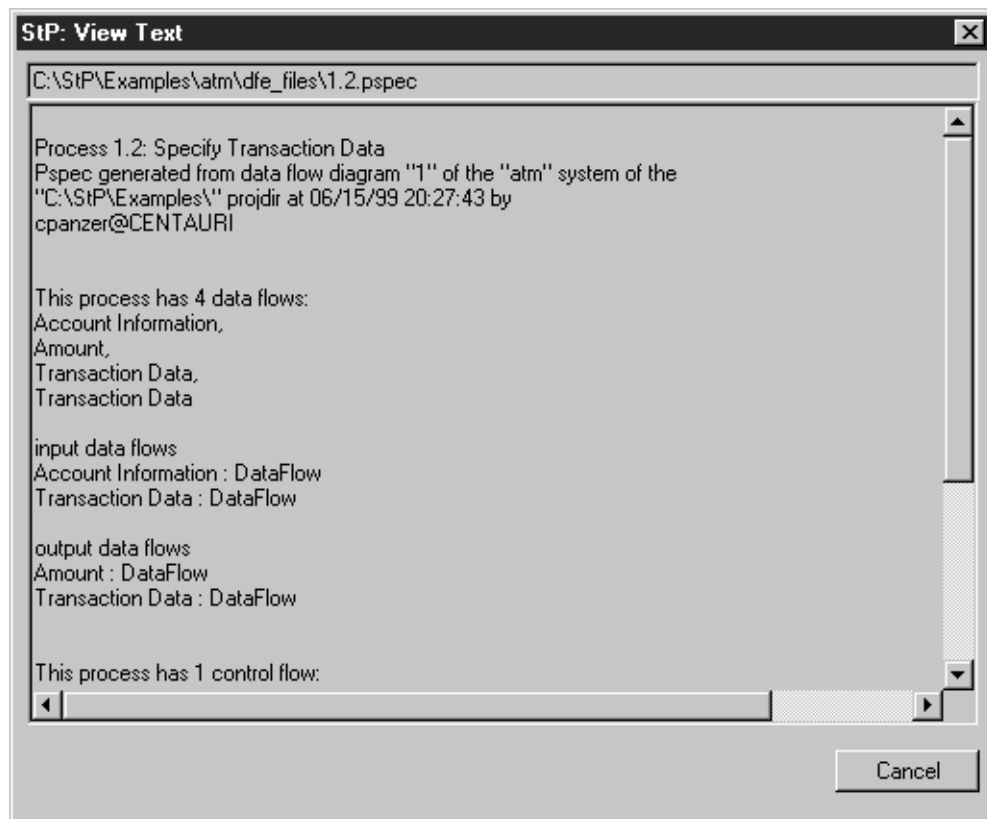 StP: View Text
C:\StP\Examples\atm\dfe_files\1.2.pspec
Process 1.2: Specify Transaction Data
Pspec generated from data flow diagram "1" of the "atm" system of the
"C:\StP\Examples\" projdir at 06/15/99 20:27:43 by
cpanzer@CENTAURI
This process has 4 data flows:
Account Information,
Amount,
Transaction Data,
Transaction Data
input data flows
Account Information : DataFlow
Transaction Data : DataFlow
output data flows
Amount : DataFlow
Transaction Data : DataFlow
This process has 1 control flow:
Cancel